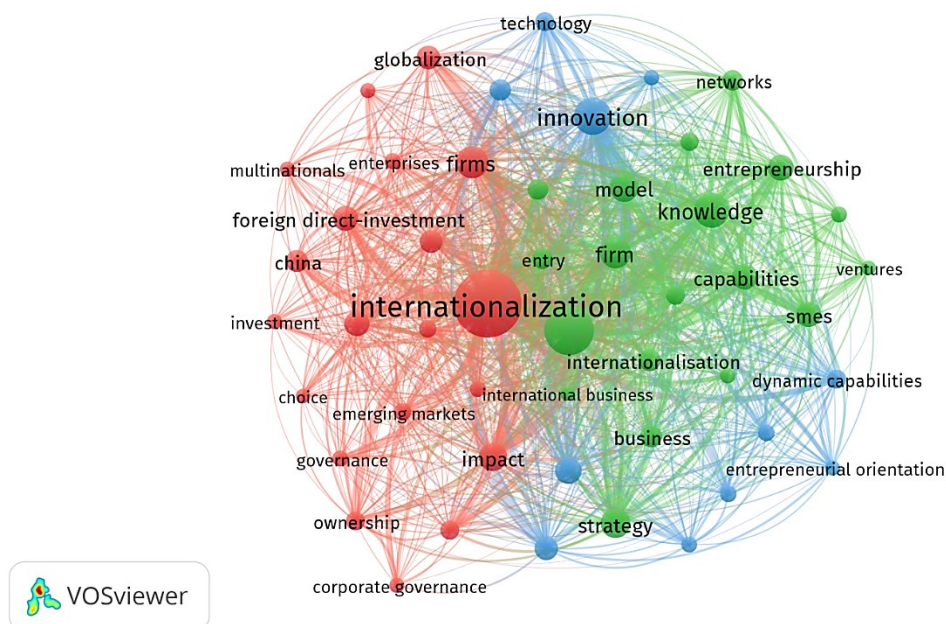 technology
globalization
networks
innovation
multinationals
enterprises
firms
entrepreneurship
model
knowledge
foreign direct-investment
china
entry
firm
capabilities
ventures
internationalization
investment
smes
internationalisation
dynamic capabilities
choice
international business
emerging markets
business
governance
impact
entrepreneurial orientation
ownership
strategy
corporate governance
VOSviewer